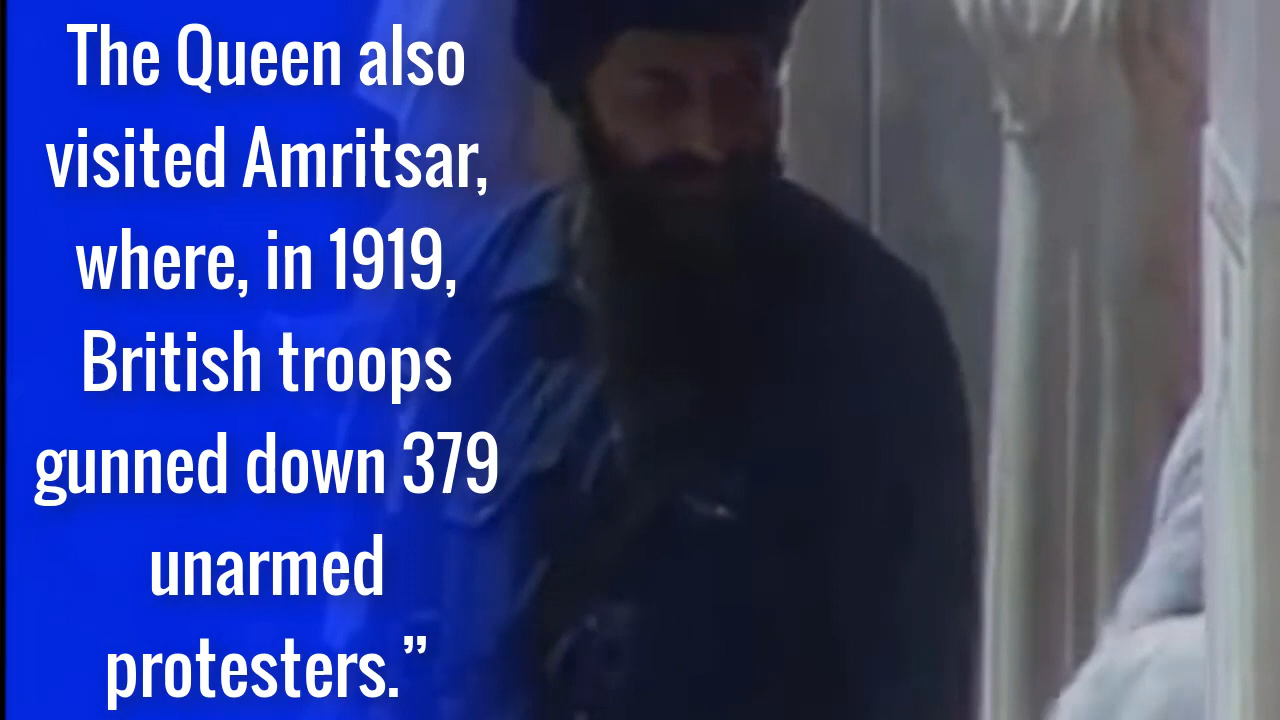 The Queen also
visited Amritsar,
where, in 1919,
British troops
gunned down 379
unarmed
protesters.”